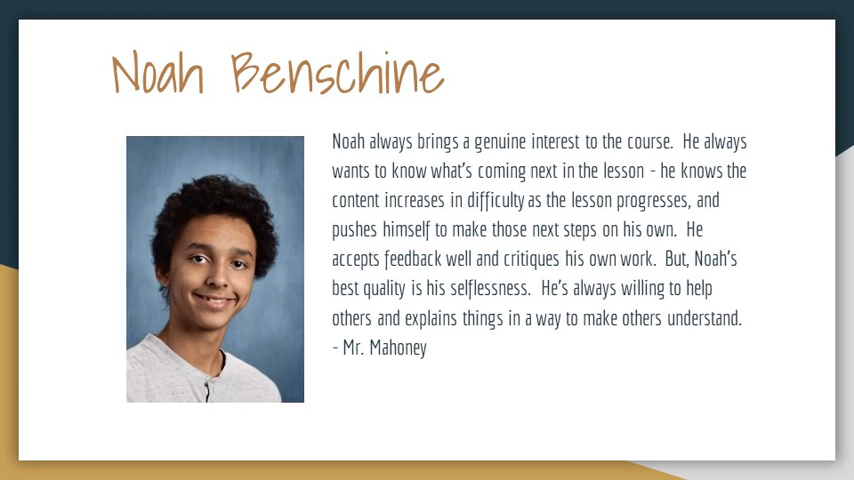 Noah Benschine
Noah always brings a genuine interest to the course. He always
wants to know what's coming next in the lesson - he knows the
content increases in difficulty as the lesson progresses, and
pushes himself to make those next steps on his own. He
accepts feedback well and critiques his own work. But, Noah's
best quality is his selflessness. He's always willing to help
others and explains things in a way to make others understand.
- Mr. Mahoney